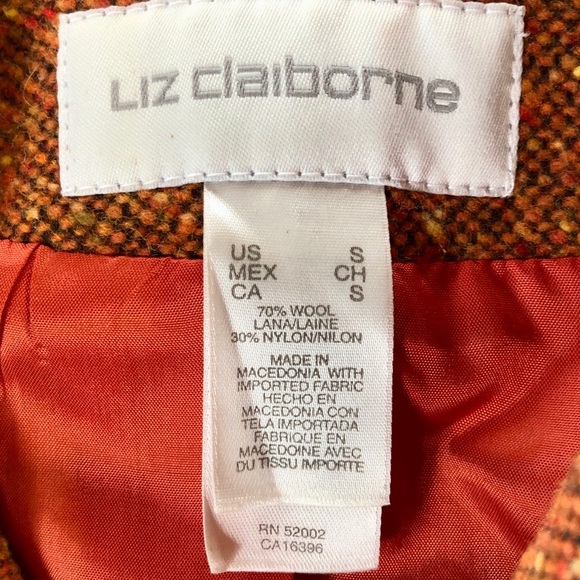 Liz claiborne
US S
MEX CH
CA S
70% WOOL
LANA/LAINE
30% NYLON/NILON
MADE IN
MACEDONIA WITH
IMPORTED FABRIC
HECHO EN
MACEDONIA CON
TELA IMPORTADA
FABRIQUE EN
MACEDOINE AVEC
DU TISSU IMPORTE
RN 52002
CA16396